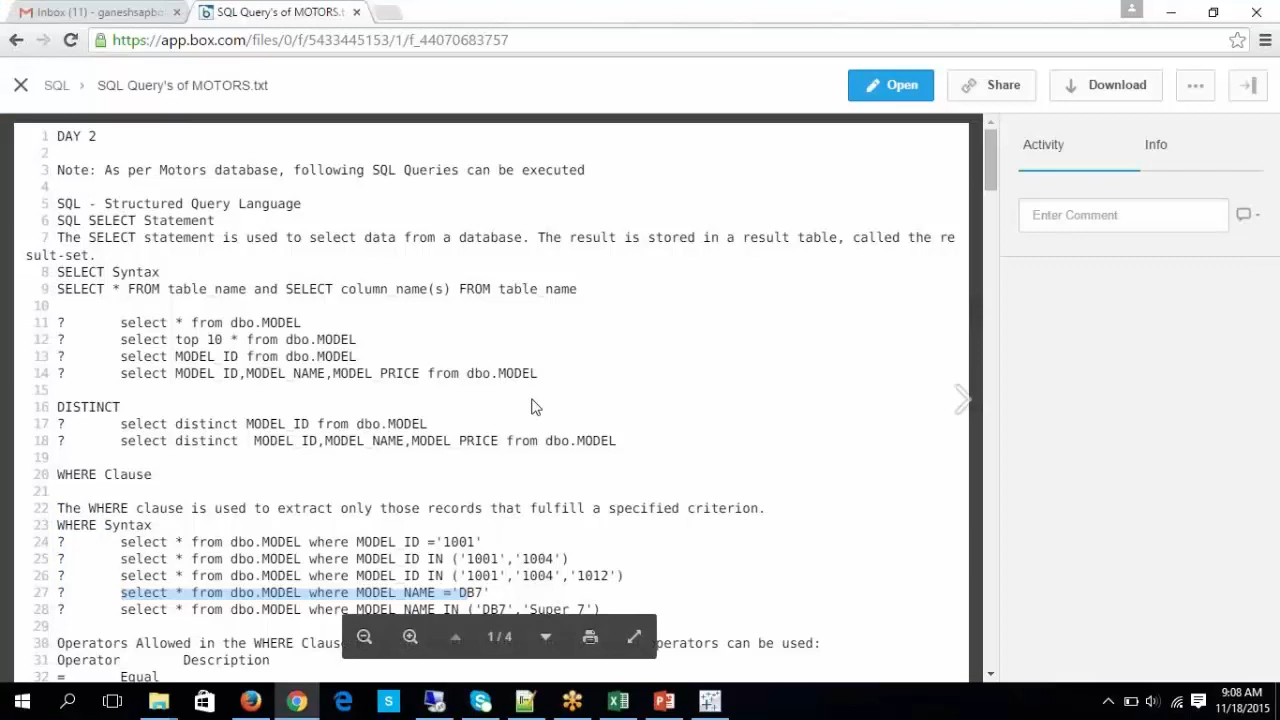 Inbox (11) - ganeshsapbo
SQL Query's of MOTORS.t
https://app.box.com/files/0/f/5433445153/1/f_44070683757
SQL › SQL Query's of MOTORS.txt
Open
Share
Download
Activity
Info
Enter Comment
1 DAY 2
2
3 Note: As per Motors database, following SQL Queries can be executed
4
5 SQL - Structured Query Language
6 SQL SELECT Statement
7 The SELECT statement is used to select data from a database. The result is stored in a result table, called the re
sult-set.
8 SELECT Syntax
9 SELECT * FROM table_name and SELECT column_name(s) FROM table_name
10
11 ? select * from dbo.MODEL
12 ? select top 10 * from dbo.MODEL
13 ? select MODEL_ID from dbo.MODEL
14 ? select MODEL_ID,MODEL_NAME,MODEL_PRICE from dbo.MODEL
15
16 DISTINCT
17 ? select distinct MODEL_ID from dbo.MODEL
18 ? select distinct MODEL_ID,MODEL_NAME,MODEL_PRICE from dbo.MODEL
19
20 WHERE Clause
21
22 The WHERE clause is used to extract only those records that fulfill a specified criterion.
23 WHERE Syntax
24 ? select * from dbo.MODEL where MODEL_ID ='1001'
25 ? select * from dbo.MODEL where MODEL_ID IN ('1001','1004')
26 ? select * from dbo.MODEL where MODEL_ID IN ('1001','1004','1012')
27 ? select * from dbo.MODEL where MODEL_NAME ='DB7'
28 ? select * from dbo.MODEL where MODEL_NAME IN ('DB7','Super 7')
29
30 Operators Allowed in the WHERE Clause operators can be used:
31 Operator Description
32 = Equal
1 / 4
9:08 AM
11/18/2015